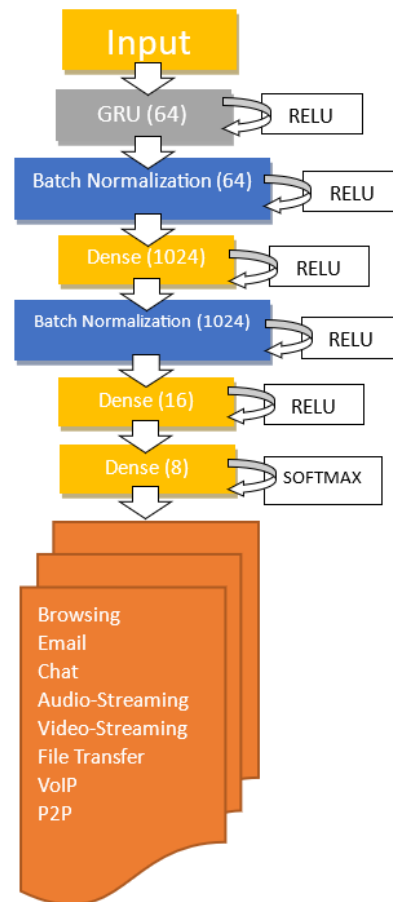 Input
GRU (64)
RELU
Batch Normalization (64)
RELU
Dense (1024)
RELU
Batch Normalization (1024)
RELU
Dense (16)
RELU
Dense (8)
SOFTMAX
Browsing
Email
Chat
Audio-Streaming
Video-Streaming
File Transfer
VoIP
P2P